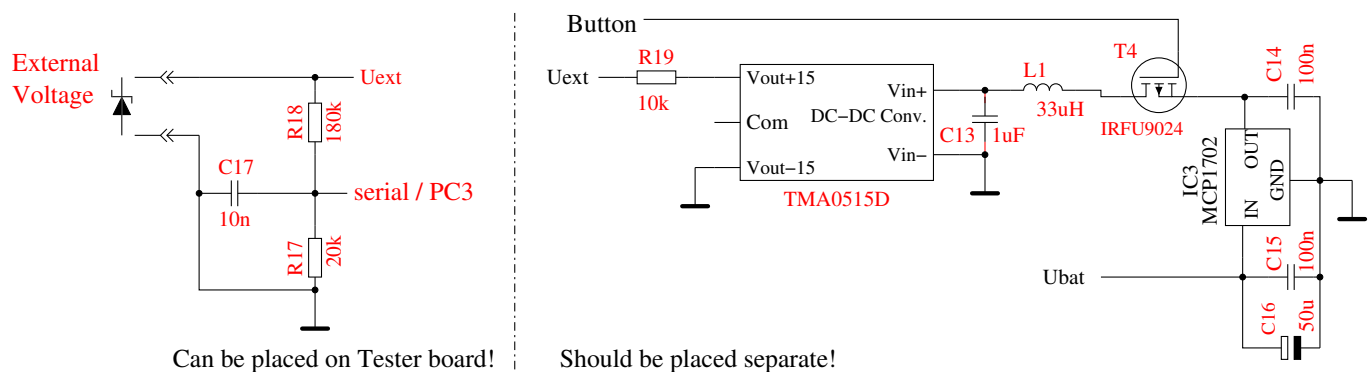 External
Voltage
Uext
R18
180k
C17
10n
serial / PC3
R17
20k
Can be placed on Tester board!
Button
Uext
R19
10k
Vout+15
Com
Vout−15
Vin+
DC−DC Conv.
Vin−
TMA0515D
C13
1uF
L1
33uH
T4
IRFU9024
C14
100n
IC3
MCP1702
OUT
GND
IN
Ubat
C15
100n
C16
50u
Should be placed separate!